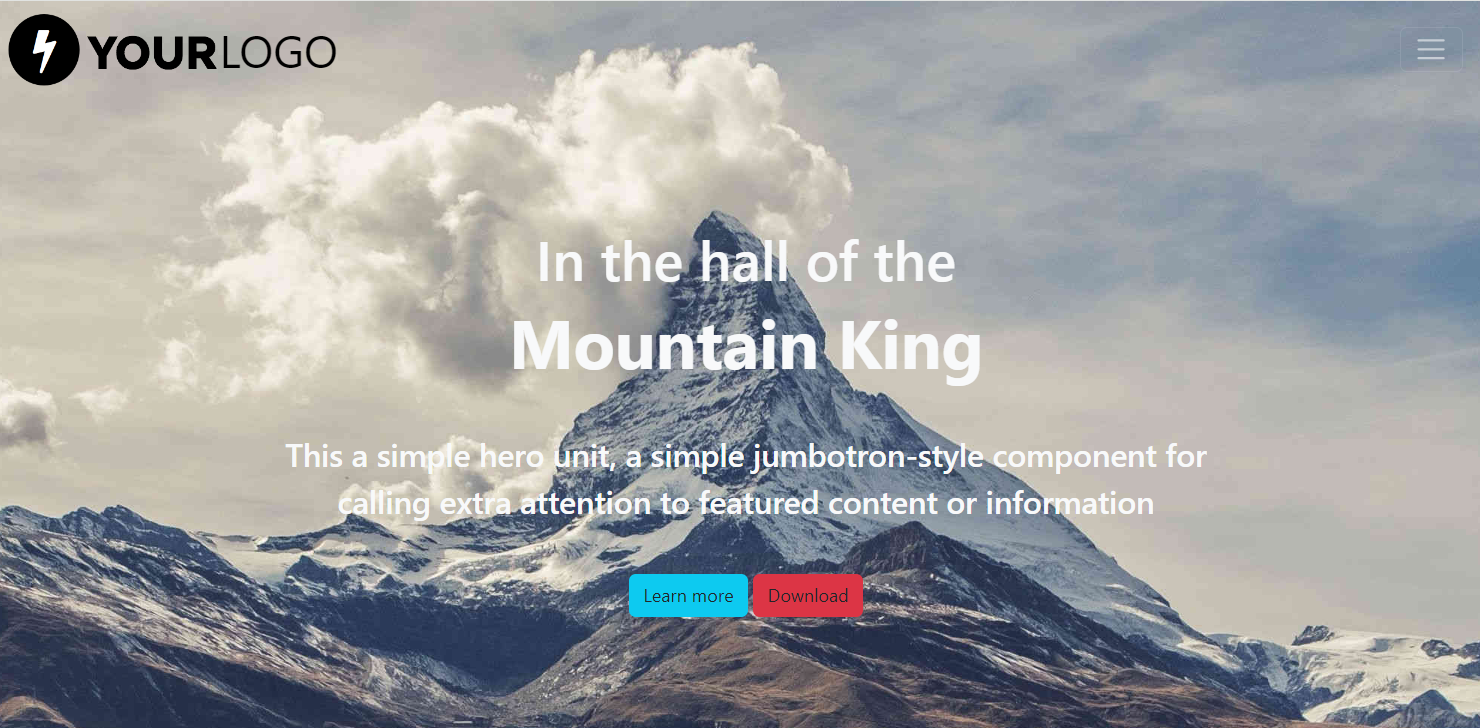 YOURLOGO
In the hall of the
Mountain King
This a simple hero unit, a simple jumbotron-style component for
calling extra attention to featured content or information
Learn more
Download